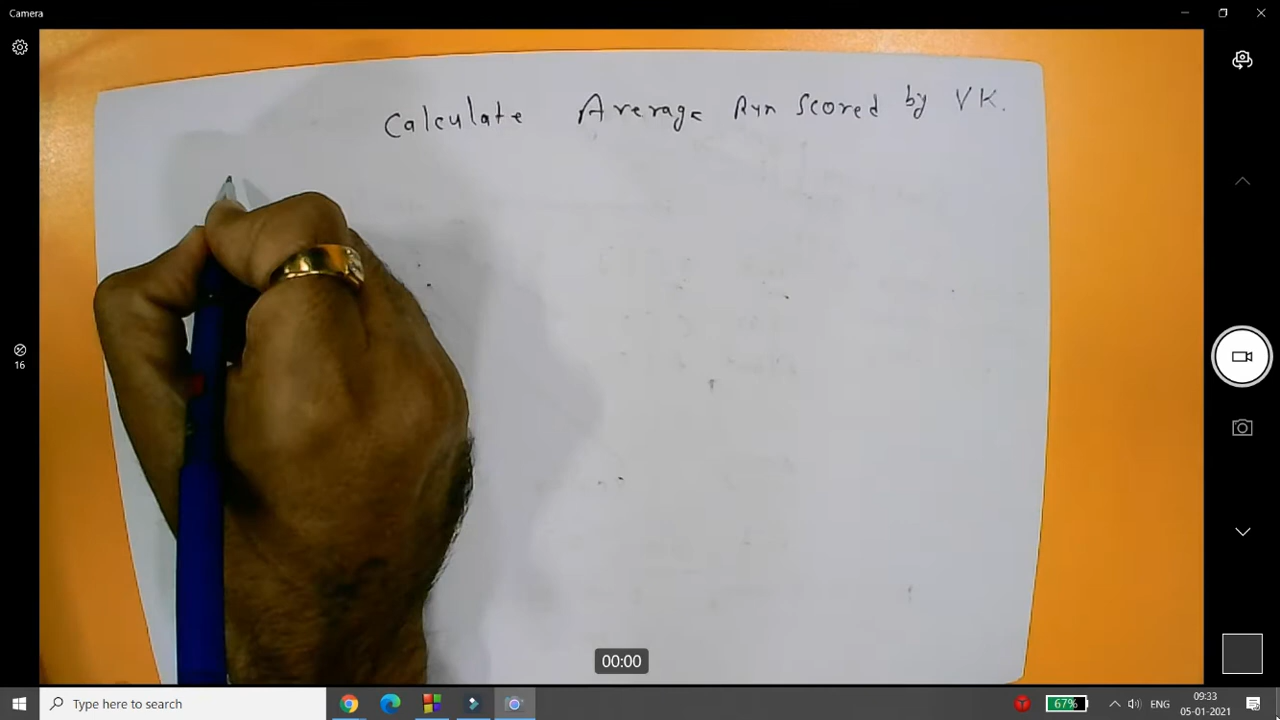 Camera
Calculate Average Run Scored by VK.
16
00:00
Type here to search
67%
ENG
09:33
05-01-2021